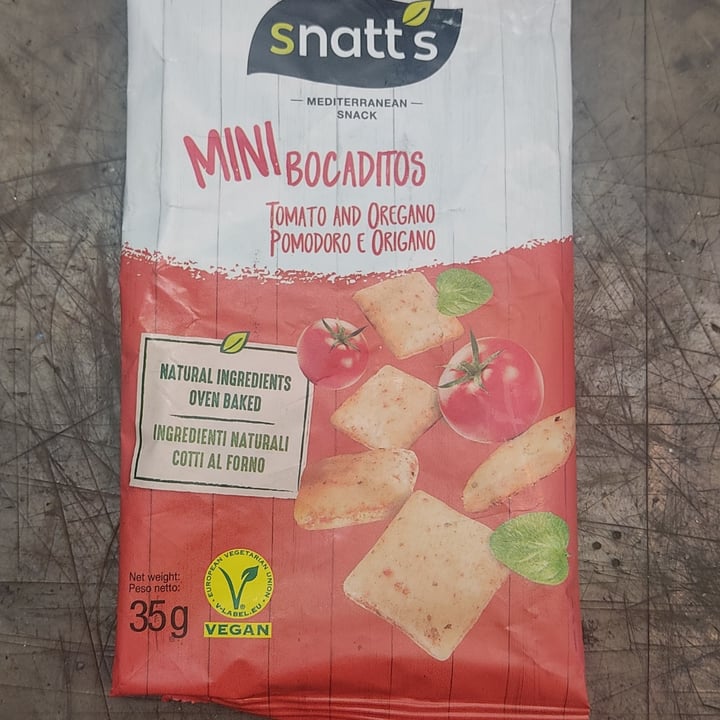 snatt's
MEDITERRANEAN
SNACK
MINI BOCADITOS
TOMATO AND OREGANO
POMODORO E ORIGANO
NATURAL INGREDIENTS
OVEN BAKED
INGREDIENTI NATURALI
COTTI AL FORNO
Net weight:
Peso netto:
35g
EUROPEAN VEGETARIAN UNION
V-LABEL.EU
VEGAN